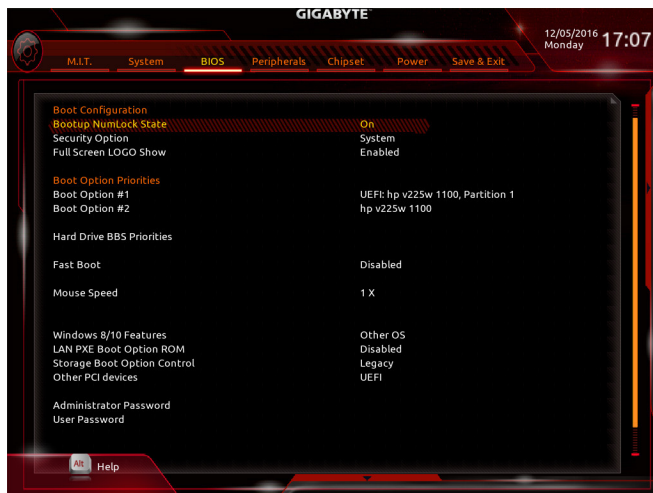 GIGABYTE™
12/05/2016
Monday
17:07
M.I.T. System BIOS Peripherals Chipset Power Save & Exit
Boot Configuration
Bootup NumLock State On
Security Option System
Full Screen LOGO Show Enabled
Boot Option Priorities
Boot Option #1 UEFI: hp v225w 1100, Partition 1
Boot Option #2 hp v225w 1100
Hard Drive BBS Priorities
Fast Boot Disabled
Mouse Speed 1 X
Windows 8/10 Features Other OS
LAN PXE Boot Option ROM Disabled
Storage Boot Option Control Legacy
Other PCI devices UEFI
Administrator Password
User Password
Alt Help